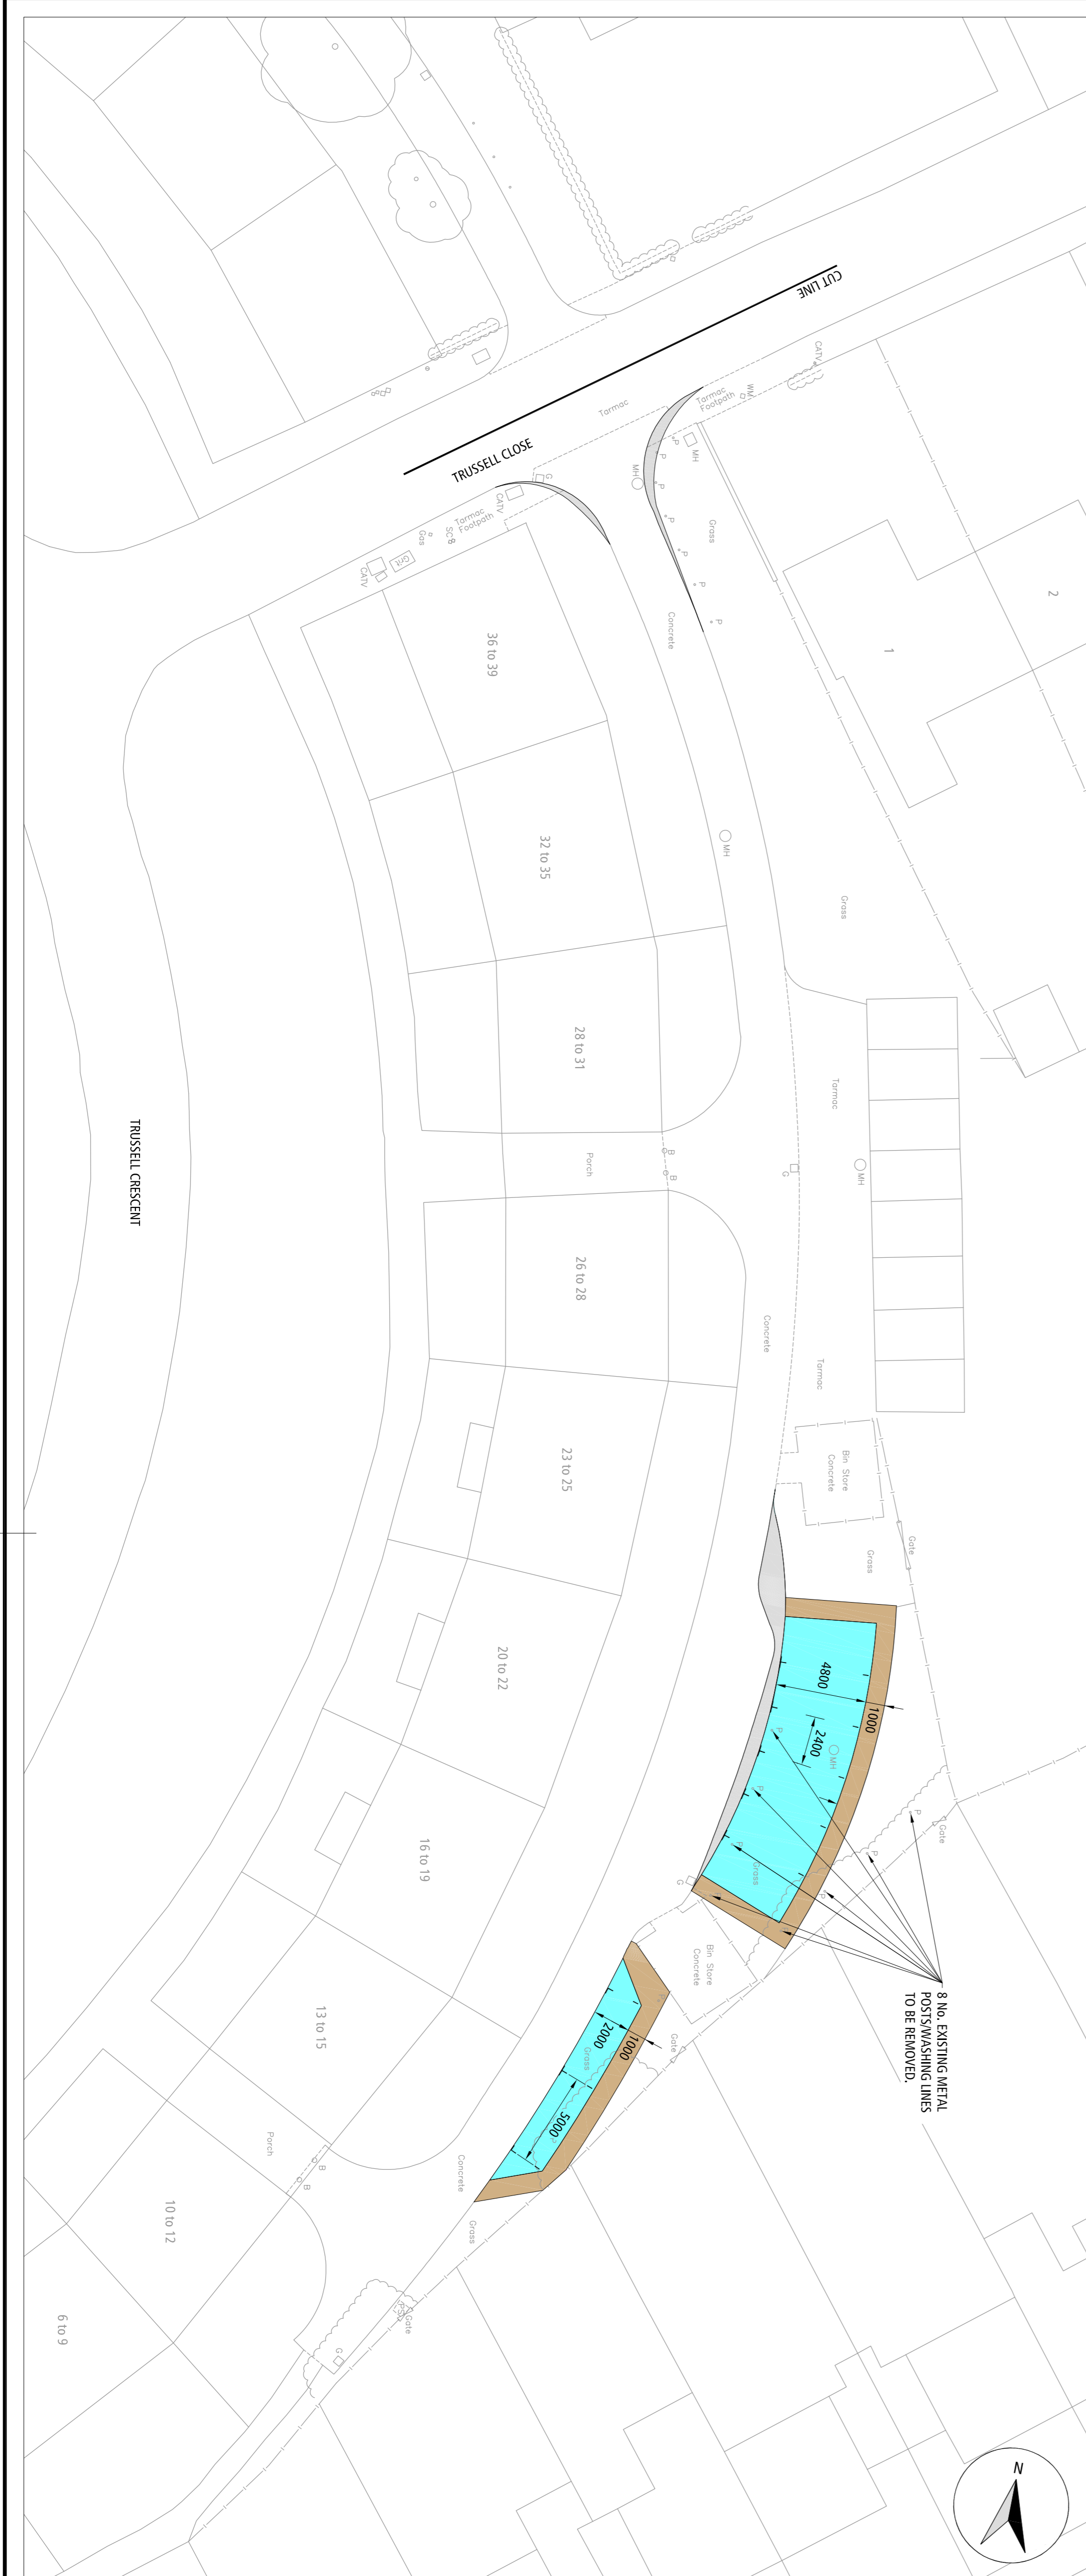 CUT LINE
CATV
WM
Tarmac
Footpath
Tarmac
TRUSSELL CLOSE
MH
P
P
MH
P
G
CATV
Tarmac
Footpath
SC
Gas
Grit
CATV
P
Grass
P
P
P
Concrete
2
1
36 to 39
32 to 35
MH
Grass
28 to 31
Tarmac
MH
G
B
B
Porch
TRUSSELL CRESCENT
26 to 28
Concrete
Tarmac
23 to 25
Bin Store
Concrete
Gate
Grass
20 to 22
4800
1000
2400
MH
P
P
P
Grass
P
Gate
P
P
G
16 to 19
Bin Store
Concrete
8 No. EXISTING METAL
POSTS/WASHING LINES
TO BE REMOVED.
13 to 15
2000
1000
Gate
Grass
5000
Porch
B
B
Concrete
Grass
10 to 12
Gate
G
6 to 9
N